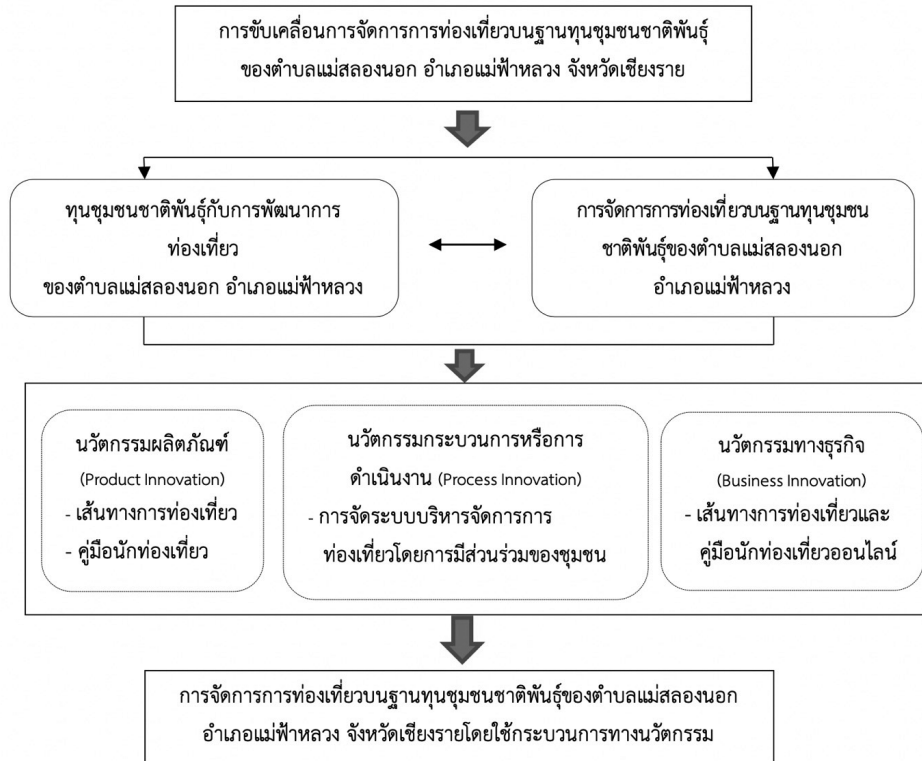 การขับเคลื่อนการจัดการการท่องเที่ยวบนฐานทุนชุมชนชาติพันธุ์
ของตำบลแม่สลองนอก อำเภอแม่ฟ้าหลวง จังหวัดเชียงราย
ทุนชุมชนชาติพันธุ์กับการพัฒนาการ
ท่องเที่ยว
ของตำบลแม่สลองนอก อำเภอแม่ฟ้าหลวง
การจัดการการท่องเที่ยวบนฐานทุนชุมชน
ชาติพันธุ์ของตำบลแม่สลองนอก
อำเภอแม่ฟ้าหลวง
นวัตกรรมผลิตภัณฑ์
(Product Innovation)
- เส้นทางการท่องเที่ยว
- คู่มือนักท่องเที่ยว
นวัตกรรมกระบวนการหรือการ
ดำเนินงาน (Process Innovation)
- การจัดระบบบริหารจัดการการ
ท่องเที่ยวโดยการมีส่วนร่วมของชุมชน
นวัตกรรมทางธุรกิจ
(Business Innovation)
- เส้นทางการท่องเที่ยวและ
คู่มือนักท่องเที่ยวออนไลน์
การจัดการการท่องเที่ยวบนฐานทุนชุมชนชาติพันธุ์ของตำบลแม่สลองนอก
อำเภอแม่ฟ้าหลวง จังหวัดเชียงรายโดยใช้กระบวนการทางนวัตกรรม